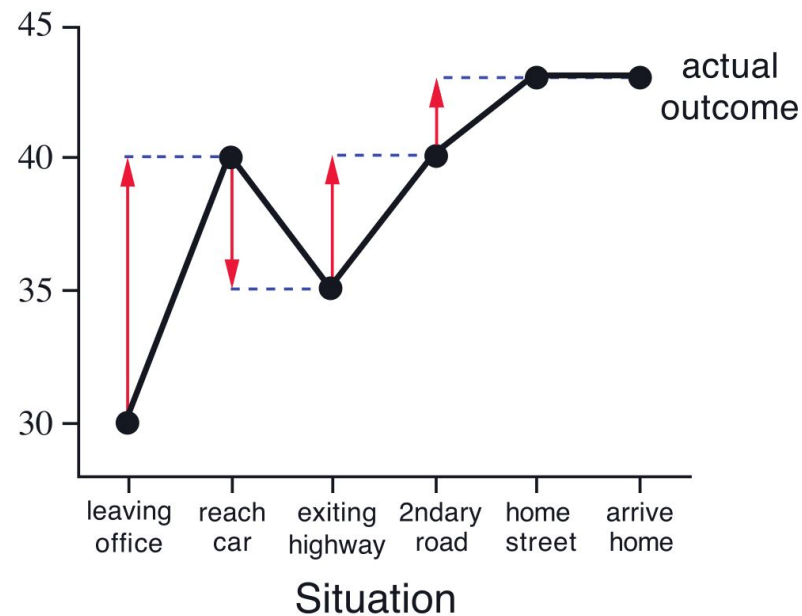 45
40
35
30
actual
outcome
leaving
office
reach
car
exiting
highway
2ndary
road
home
street
arrive
home
Situation